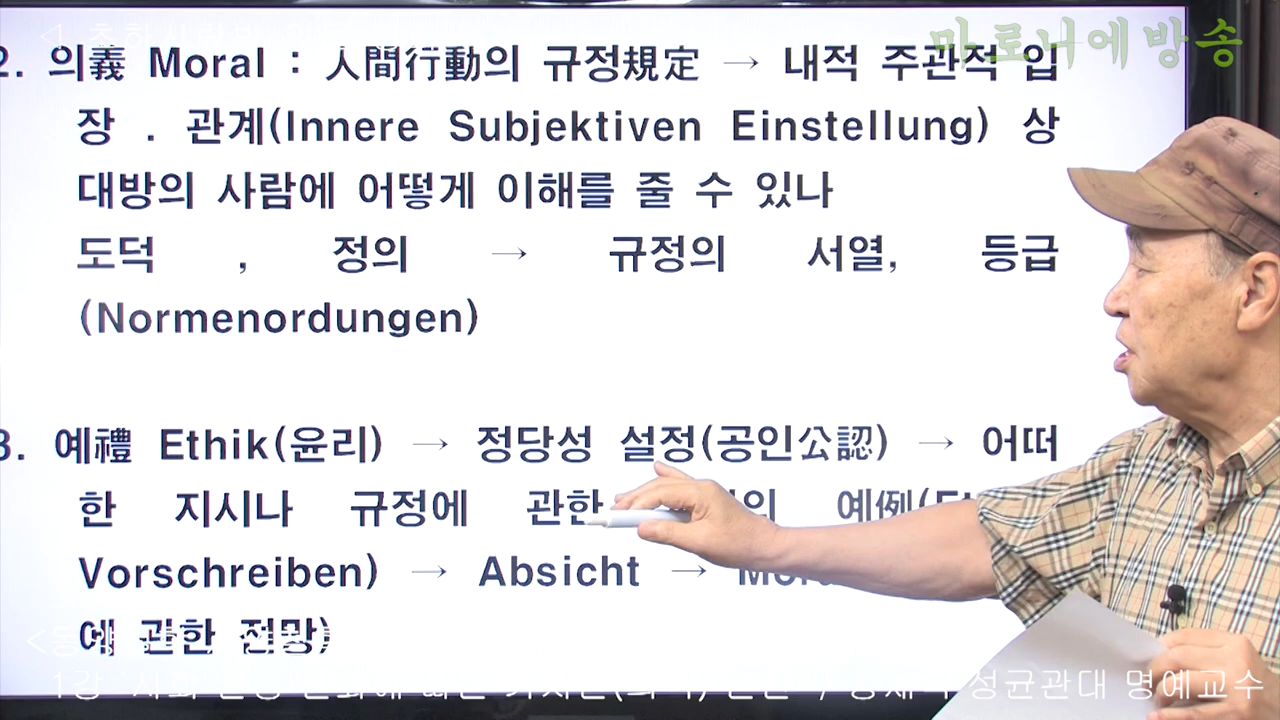 마로니에방송
2. 의義 Moral : 人間行動의 규정規定 → 내적 주관적 입
장 . 관계(Innere Subjektiven Einstellung) 상
대방의 사람에 어떻게 이해를 줄 수 있나
도덕 , 정의 → 규정의 서열, 등급
(Normenordungen)
3. 예禮 Ethik(윤리) → 정당성 설정(공인公認) → 어떠
한 지시나 규정에 관한 예例(
Vorschreiben) → Absicht →
에 관한 전망)
1강 성균관대 명예교수